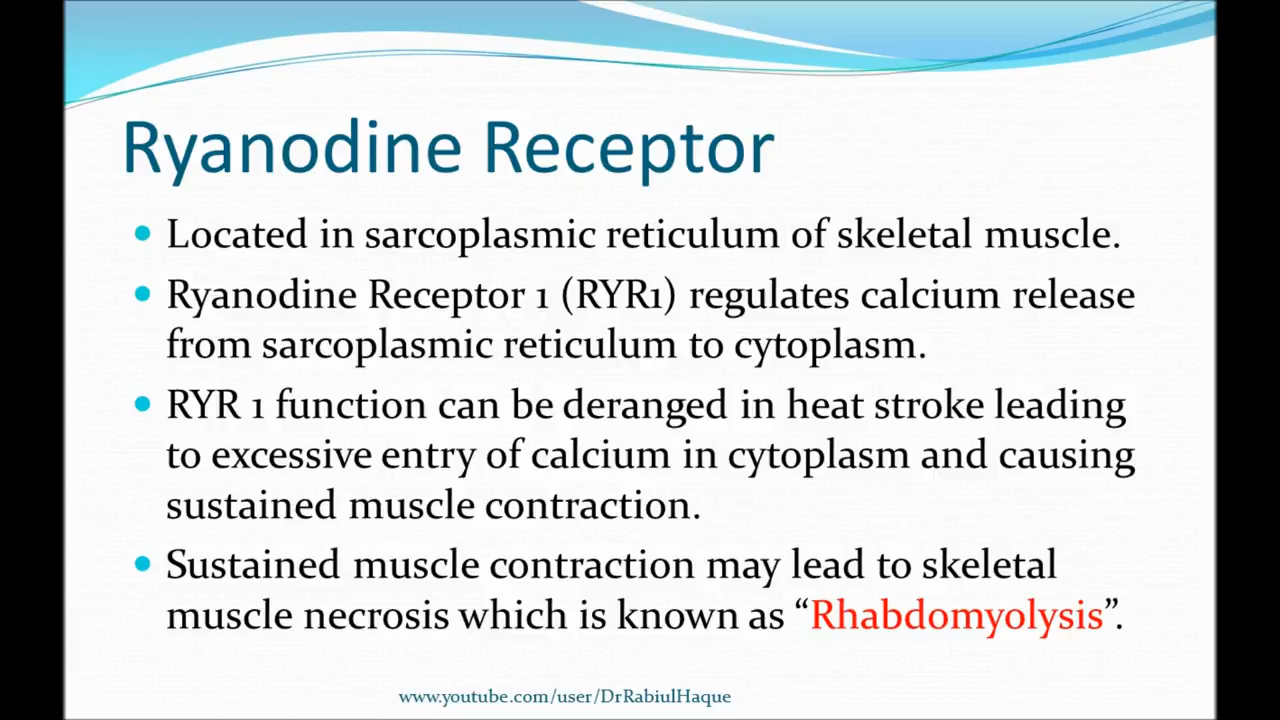 Ryanodine Receptor
• Located in sarcoplasmic reticulum of skeletal muscle.
• Ryanodine Receptor 1 (RYR1) regulates calcium release
from sarcoplasmic reticulum to cytoplasm.
• RYR 1 function can be deranged in heat stroke leading
to excessive entry of calcium in cytoplasm and causing
sustained muscle contraction.
• Sustained muscle contraction may lead to skeletal
muscle necrosis which is known as “Rhabdomyolysis”.
www.youtube.com/user/DrRabiulHaque